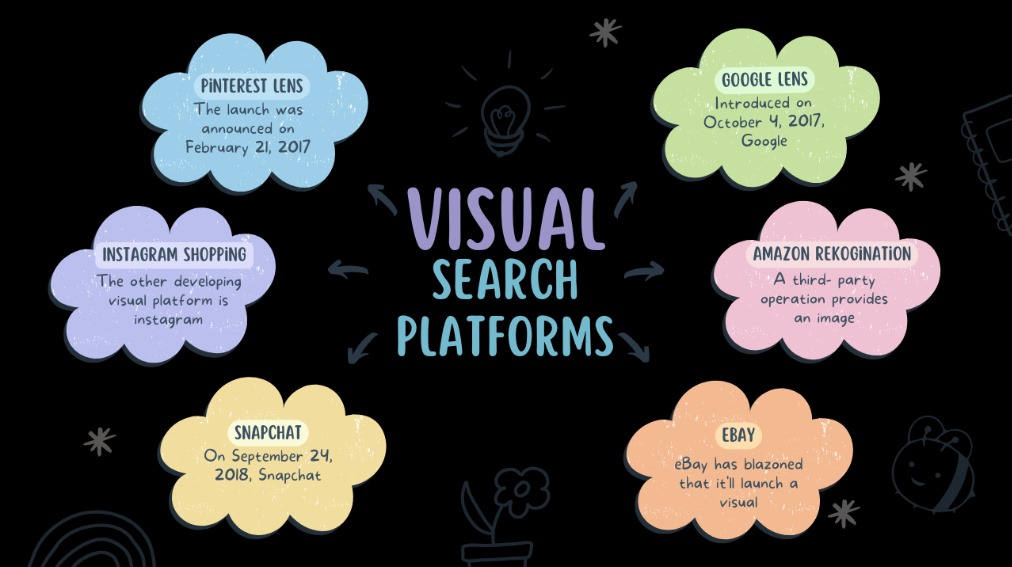 VISUAL
SEARCH
PLATFORMS
PINTEREST LENS
The launch was
announced on
February 21, 2017
INSTAGRAM SHOPPING
The other developing
visual platform is
instagram
SNAPCHAT
On September 24,
2018, Snapchat
GOOGLE LENS
Introduced on
October 4, 2017,
Google
AMAZON REKOGINATION
A third- party
operation provides
an image
EBAY
eBay has blazoned
that it'll launch a
visual